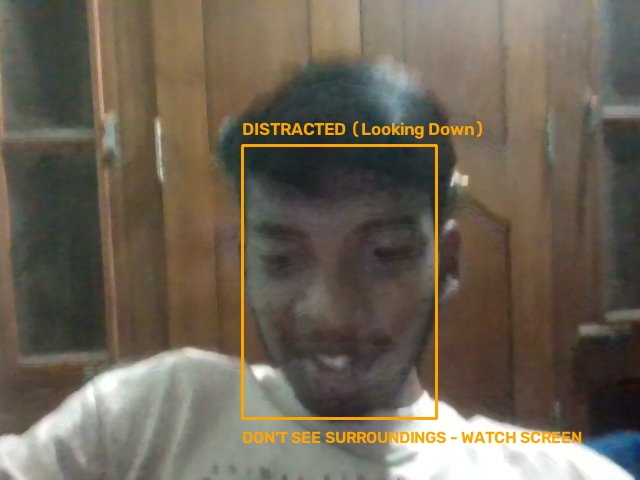 DISTRACTED (Looking Down)
DON'T SEE SURROUNDINGS - WATCH SCREEN